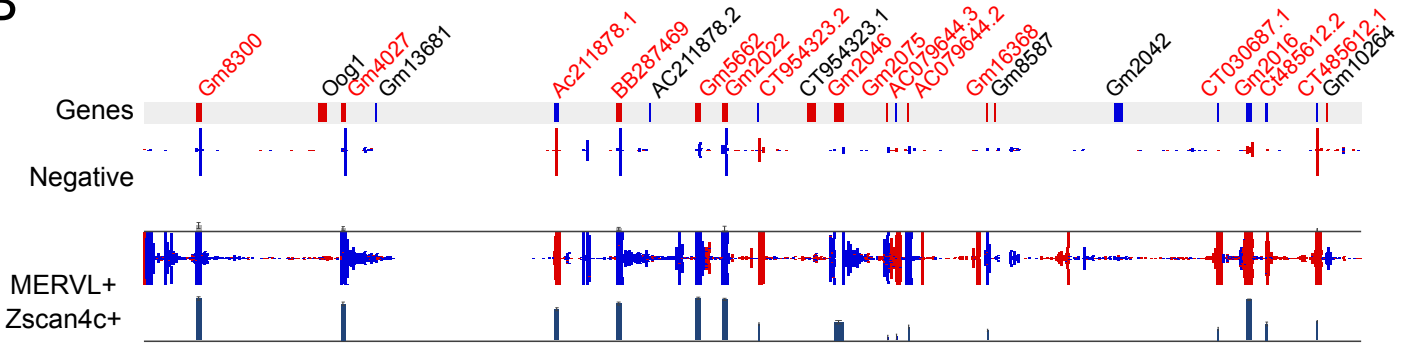 B
Gm8300
Oog1
Gm4027
Gm13681
Ac211878.1
BB287469
AC211878.2
Gm5662
Gm2022
CT954323.2
CT954323.1
Gm2046
Gm2075
AC079644.3
AC079644.2
Gm16368
Gm8587
Gm2042
CT030687.1
Gm2016
Ct485612.2
CT485612.1
Gm10264
Genes
Negative
MERVL+
Zscan4c+